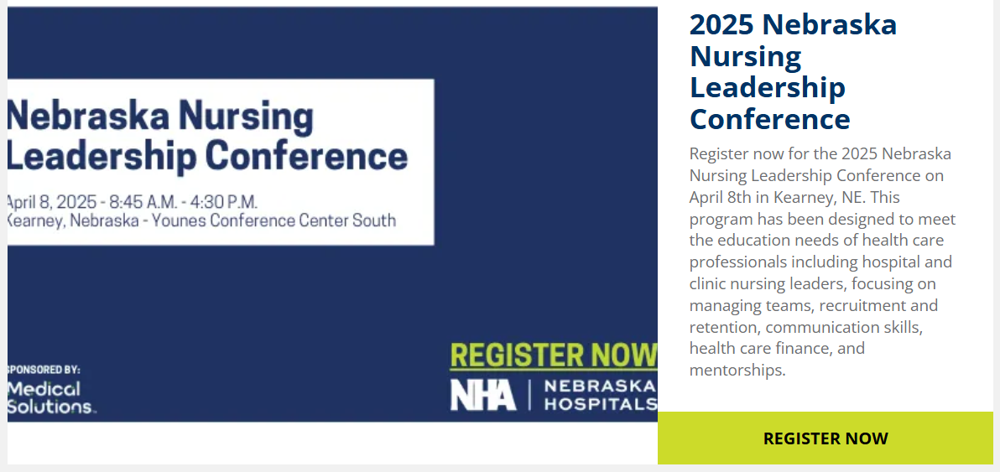 Nebraska Nursing
Leadership Conference
April 8, 2025 - 8:45 A.M. - 4:30 P.M.
Kearney, Nebraska - Younes Conference Center South
SPONSORED BY:
Medical
Solutions
REGISTER NOW
NHA | NEBRASKA
HOSPITALS
2025 Nebraska
Nursing
Leadership
Conference
Register now for the 2025 Nebraska
Nursing Leadership Conference on
April 8th in Kearney, NE. This
program has been designed to meet
the education needs of health care
professionals including hospital and
clinic nursing leaders, focusing on
managing teams, recruitment and
retention, communication skills,
health care finance, and
mentorships.
REGISTER NOW